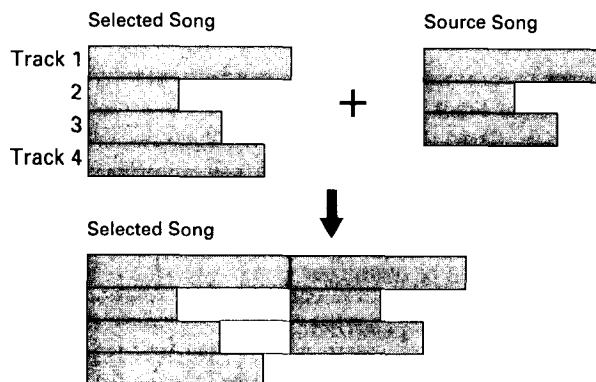 Selected Song
Source Song
Track 1
2
3
Track 4
+
Selected Song